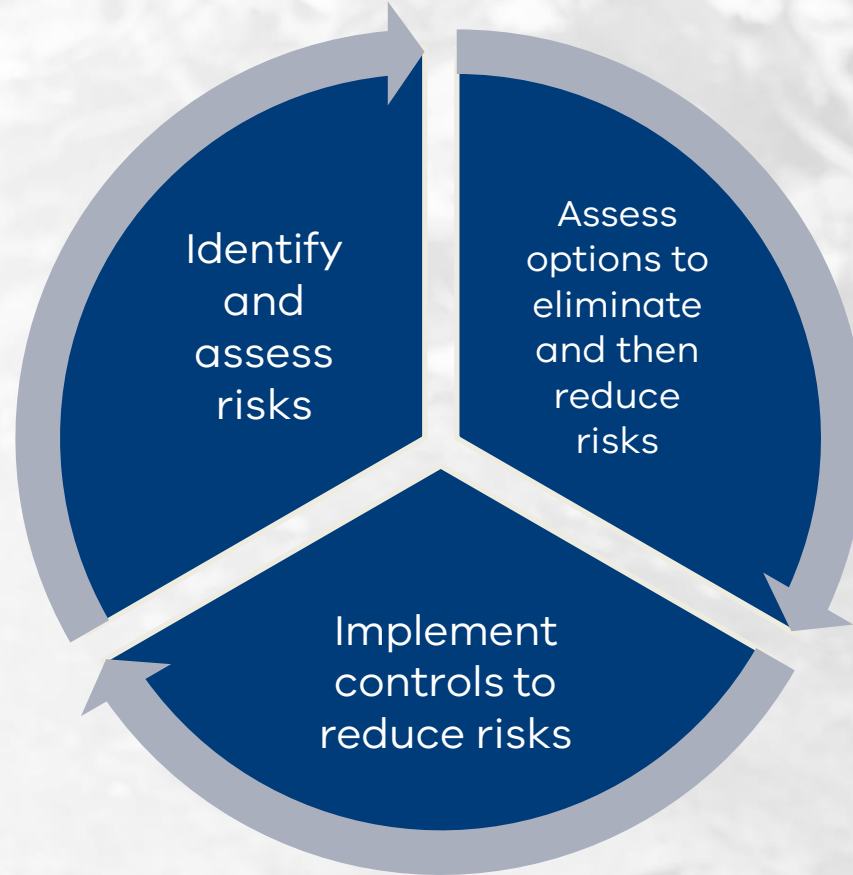 Identify
and
assess
risks
Assess
options to
eliminate
and then
reduce
risks
Implement
controls to
reduce risks